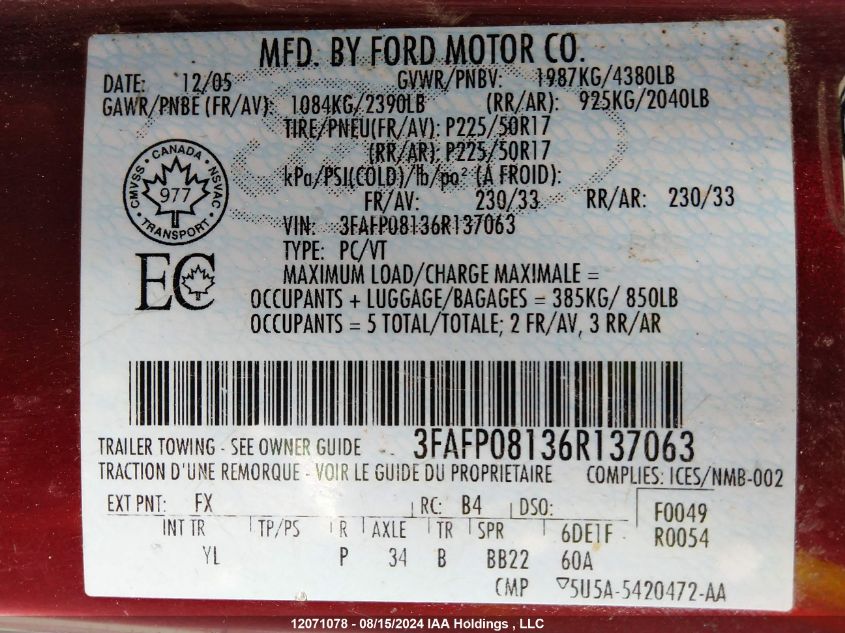 MFD. BY FORD MOTOR CO.
DATE: 12/05 GVWR/PNBV: 1987KG/4380LB
GAWR/PNBE (FR/AV): 1084KG/2390LB (RR/AR): 925KG/2040LB
TIRE/PNEU(FR/AV): P225/50R17
(RR/AR): P225/50R17
kPa/PSI(COLD)/lb/po² (À FROID):
FR/AV: 230/33 RR/AR: 230/33
VIN: 3FAFP08136R137063
TYPE: PC/VT
CMVSS • CANADA • NSVAC
977
TRANSPORT
EC
MAXIMUM LOAD/CHARGE MAXIMALE =
OCCUPANTS + LUGGAGE/BAGAGES = 385KG/ 850LB
OCCUPANTS = 5 TOTAL/TOTALE; 2 FR/AV, 3 RR/AR
TRAILER TOWING - SEE OWNER GUIDE 3FAFP08136R137063
TRACTION D'UNE REMORQUE - VOIR LE GUIDE DU PROPRIETAIRE COMPLIES: ICES/NMB-002
EXT PNT: FX RC: B4 DSO: F0049
INT TR TP/PS R AXLE TR SPR 6DE1F R0054
YL P 34 B BB22 60A
CMP ▽5U5A-5420472-AA
12071078 - 08/15/2024 IAA Holdings , LLC